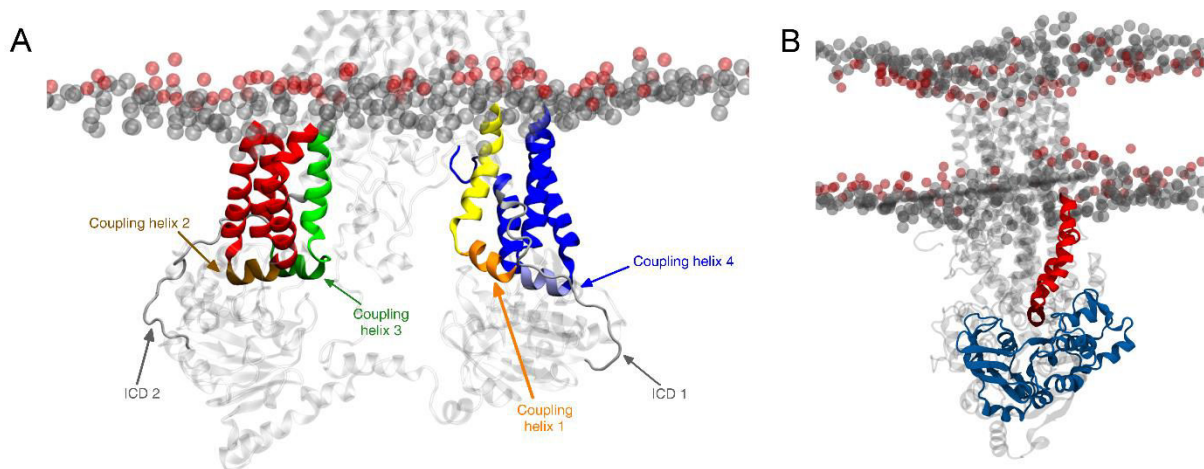 A
B
Coupling helix 2
Coupling helix 4
Coupling
helix 3
ICD 2
ICD 1
Coupling
helix 1